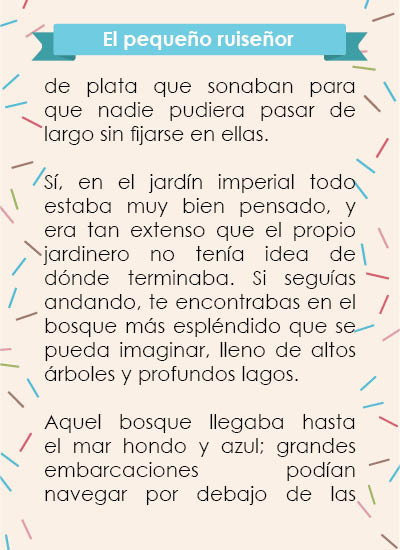 El pequeño ruiseñor
de plata que sonaban para
que nadie pudiera pasar de
largo sin fijarse en ellas.
Sí, en el jardín imperial todo
estaba muy bien pensado, y
era tan extenso que el propio
jardinero no tenía idea de
dónde terminaba. Si seguías
andando, te encontrabas en el
bosque más espléndido que se
pueda imaginar, lleno de altos
árboles y profundos lagos.
Aquel bosque llegaba hasta
el mar hondo y azul; grandes
embarcaciones podían
navegar por debajo de las